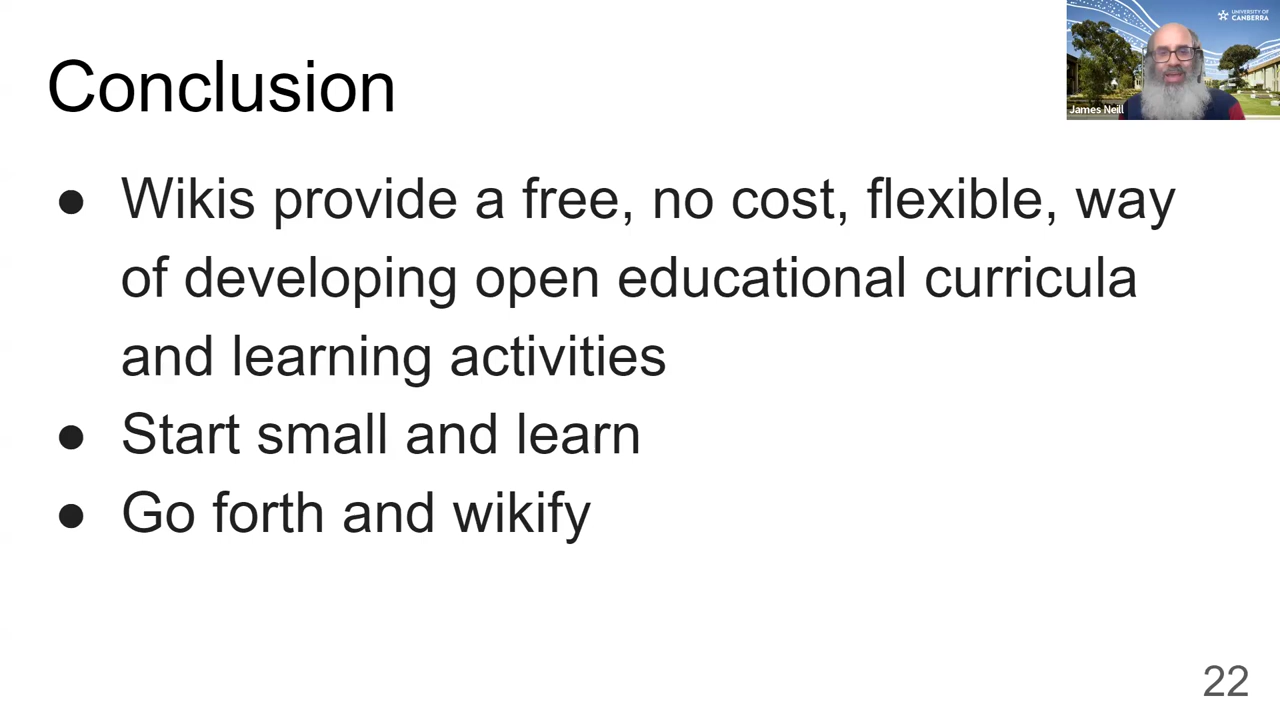 Conclusion
UNIVERSITY OF
CANBERRA
James Neill
● Wikis provide a free, no cost, flexible, way
of developing open educational curricula
and learning activities
● Start small and learn
● Go forth and wikify
22